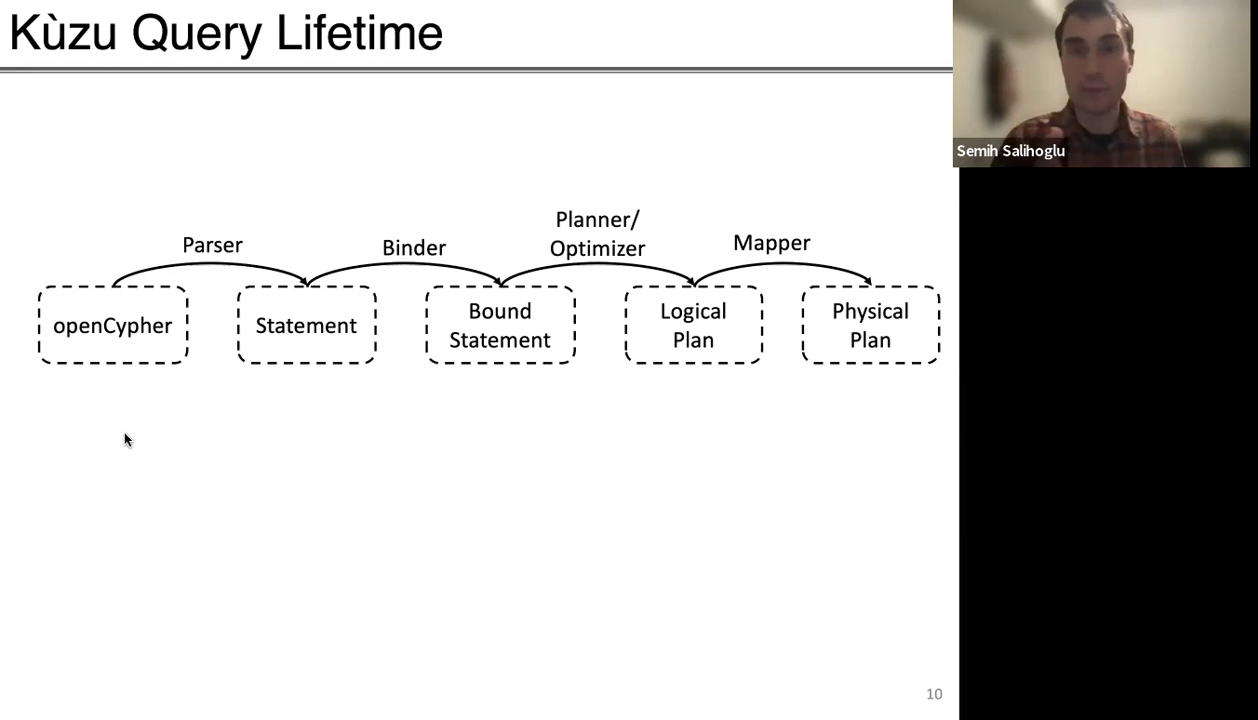 Kùzu Query Lifetime
Semih Salihoglu
Parser
Binder
Planner/
Optimizer
Mapper
openCypher
Statement
Bound
Statement
Logical
Plan
Physical
Plan
10